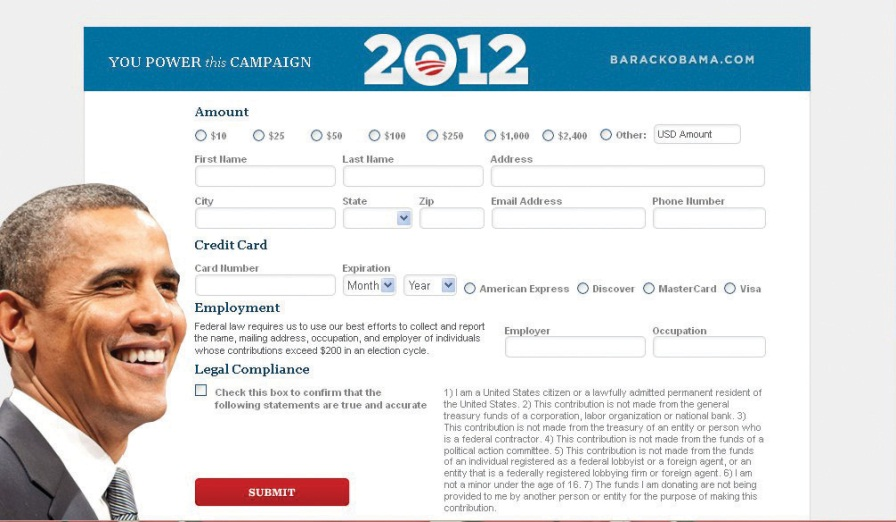 YOU POWER this CAMPAIGN 2012 BARACKOBAMA.COM
Amount
$10 $25 $50 $100 $250 $1,000 $2,400 Other: USD Amount
First Name Last Name Address
City State Zip Email Address Phone Number
Credit Card
Card Number Expiration
Month Year American Express Discover MasterCard Visa
Employment
Federal law requires us to use our best efforts to collect and report
the name, mailing address, occupation, and employer of individuals
whose contributions exceed $200 in an election cycle.
Employer Occupation
Legal Compliance
Check this box to confirm that the
following statements are true and accurate
1) I am a United States citizen or a lawfully admitted permanent resident of
the United States. 2) This contribution is not made from the general
treasury funds of a corporation, labor organization or national bank. 3)
This contribution is not made from the treasury of an entity or person who
is a federal contractor. 4) This contribution is not made from the funds of a
political action committee. 5) This contribution is not made from the funds
of an individual registered as a federal lobbyist or a foreign agent, or an
entity that is a federally registered lobbying firm or foreign agent. 6) I am
not a minor under the age of 16. 7) The funds I am donating are not being
provided to me by another person or entity for the purpose of making this
contribution.
SUBMIT